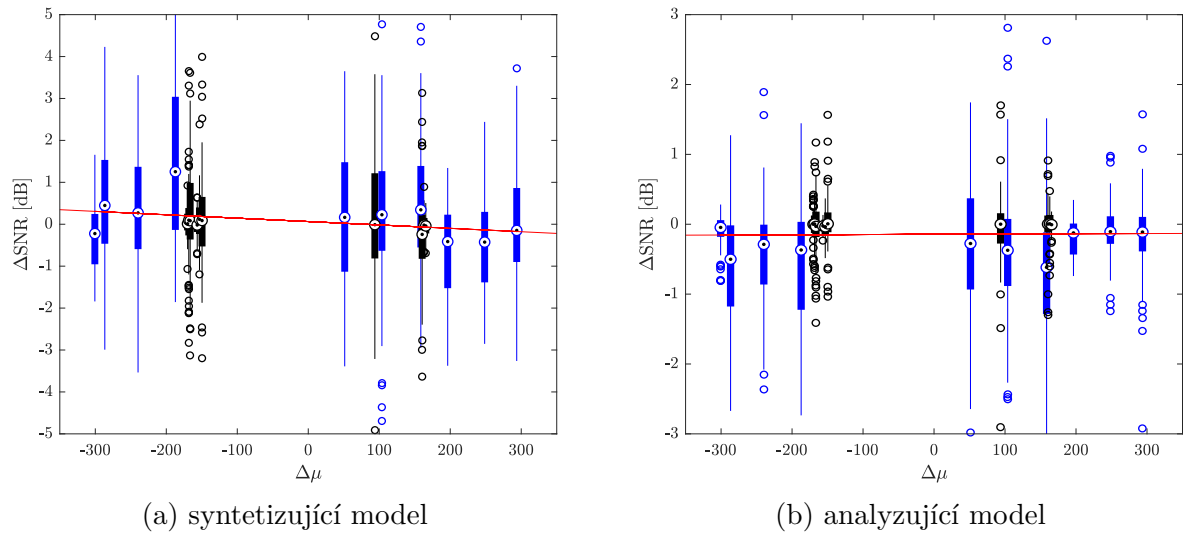 5
4
3
2
1
0
-1
-2
-3
-4
-5
ΔSNR [dB]
-300 -200 -100 0 100 200 300
Δμ
(a) syntetizující model
3
2
1
0
-1
-2
-3
ΔSNR [dB]
-300 -200 -100 0 100 200 300
Δμ
(b) analyzující model